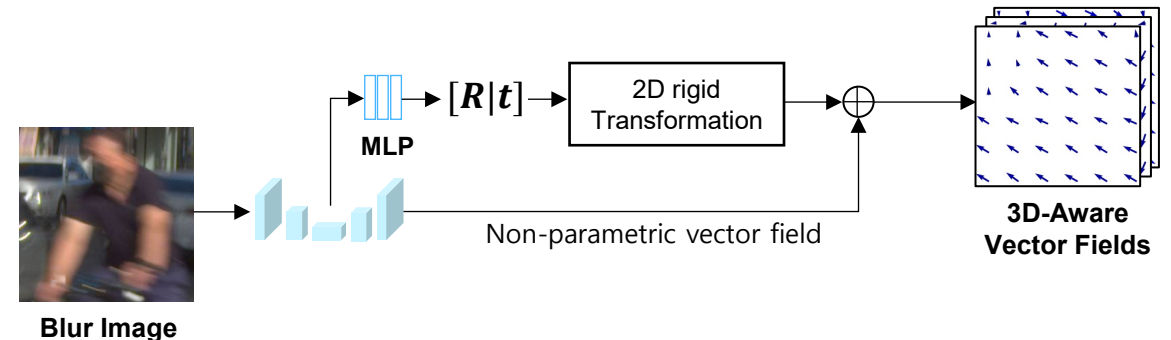 MLP
[R|t]
2D rigid
Transformation
Non-parametric vector field
3D-Aware
Vector Fields
Blur Image